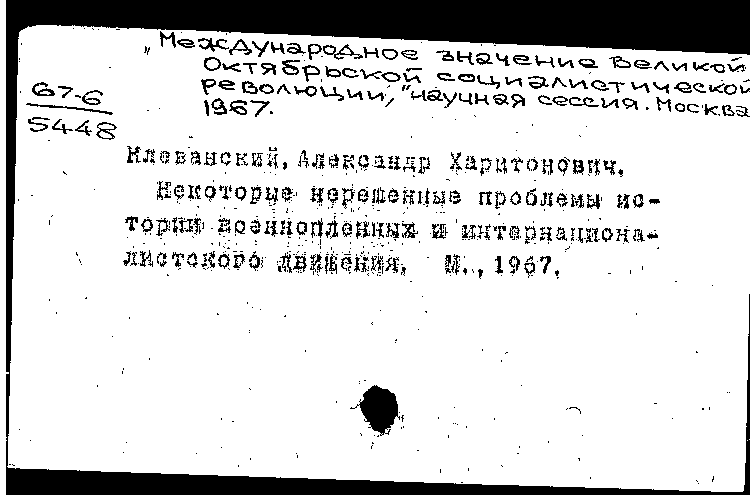 „Международное значение Великой
Октябрьской социалистической
революции," научная сессия. Москва
1967.
67-6
5448
Клеванский, Александр Харитонович.
Некоторые нерешенные проблемы ис-
тории военнопленных и интернациона-
листского движения. М., 1967.